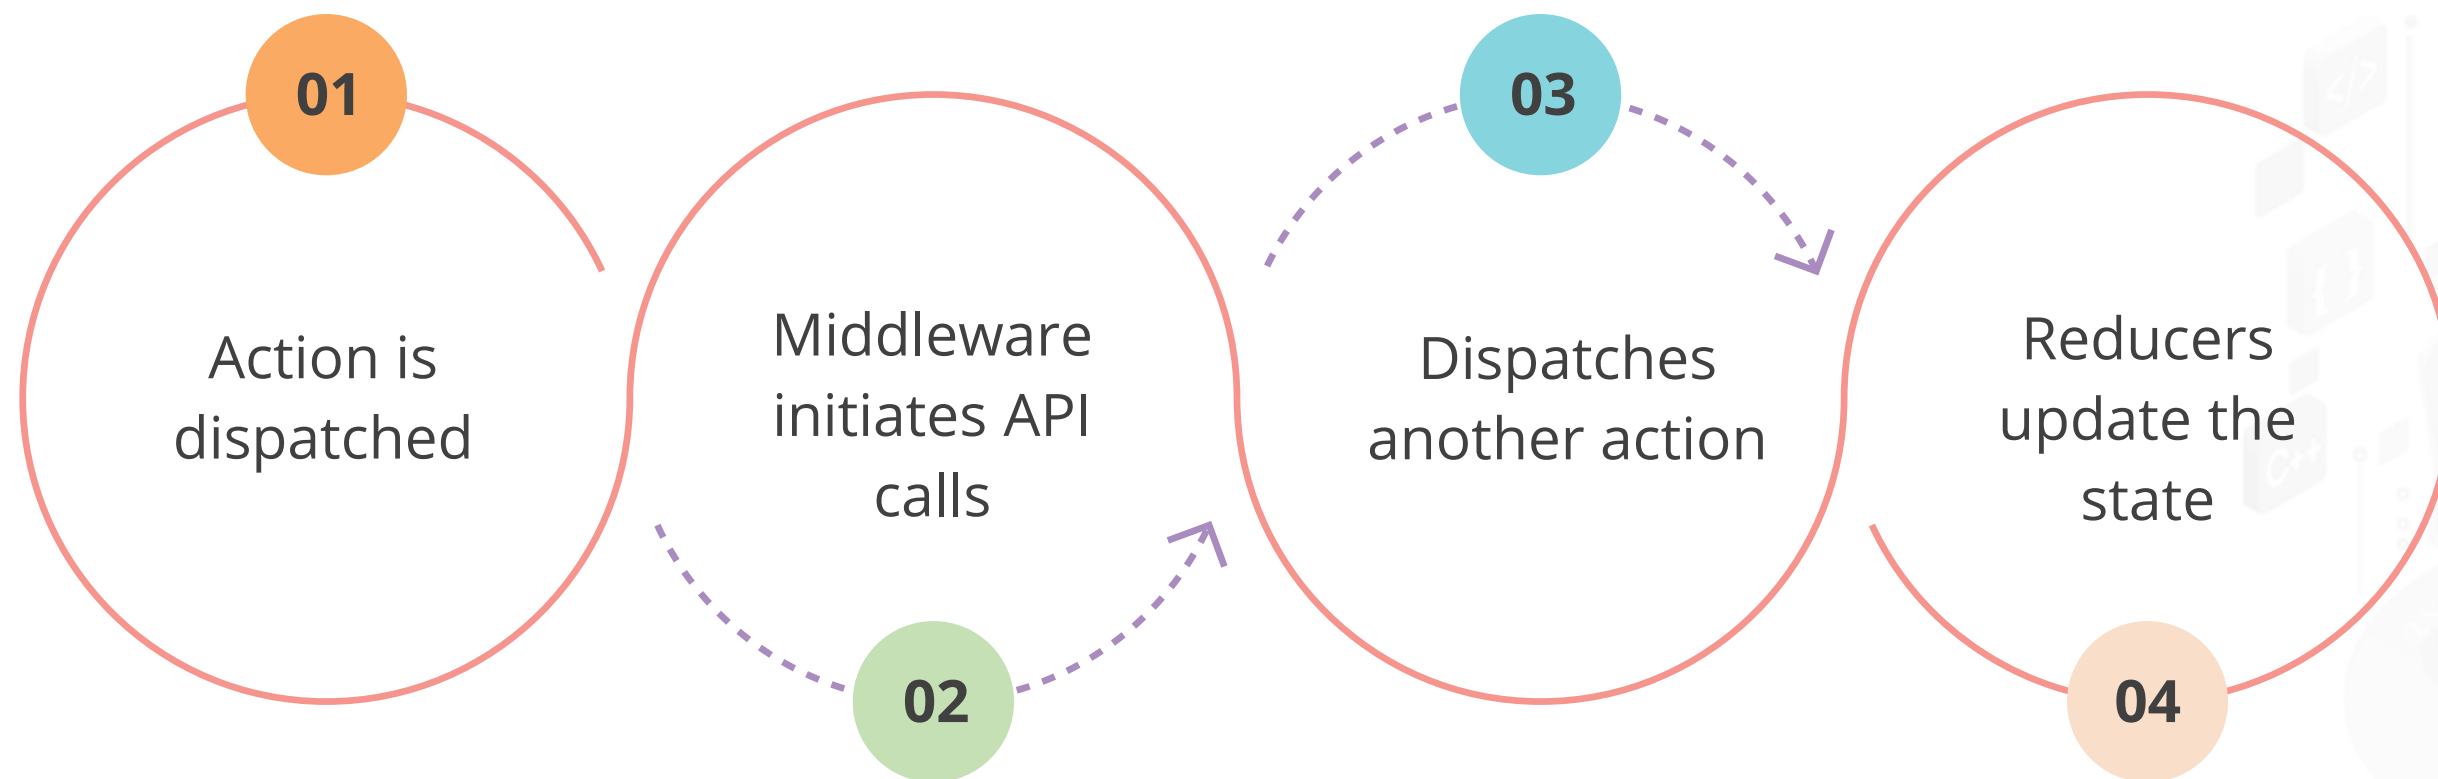 01
Action is
dispatched
Middleware
initiates API
calls
02
03
Dispatches
another action
Reducers
update the
state
04
</>
{ }
C++